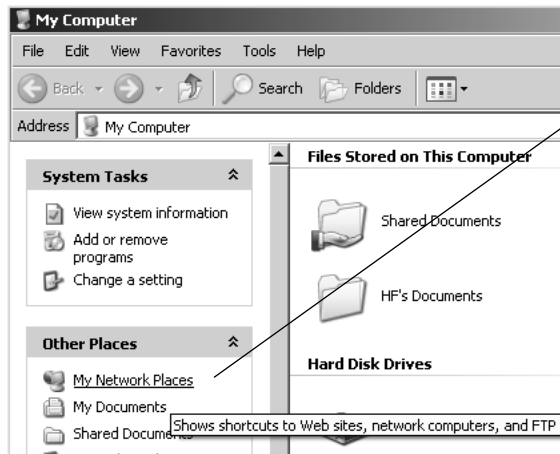 My Computer
File Edit View Favorites Tools Help
Back Search Folders
Address My Computer
System Tasks
View system information
Add or remove
programs
Change a setting
Other Places
My Network Places
My Documents
Shared Documents
Shows shortcuts to Web sites, network computers, and FTP
Files Stored on This Computer
Shared Documents
HF's Documents
Hard Disk Drives